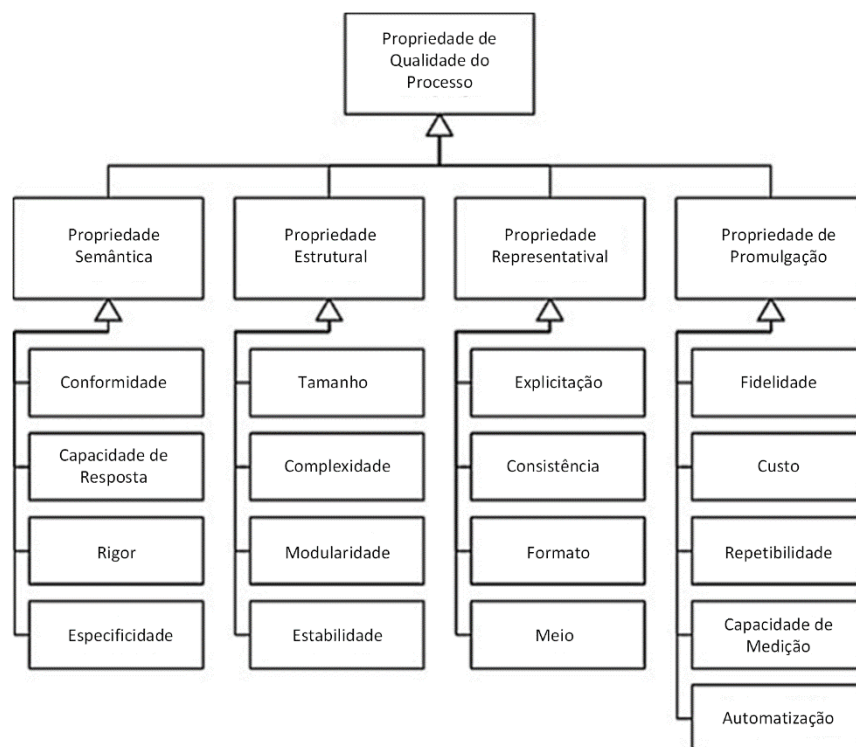 Propriedade de
Qualidade do
Processo
Propriedade
Semântica
Propriedade
Estrutural
Propriedade
Representatival
Propriedade de
Promulgação
Conformidade
Tamanho
Explicitação
Fidelidade
Capacidade de
Resposta
Complexidade
Consistência
Custo
Rigor
Modularidade
Formato
Repetibilidade
Especificidade
Estabilidade
Meio
Capacidade de
Medição
Automatização